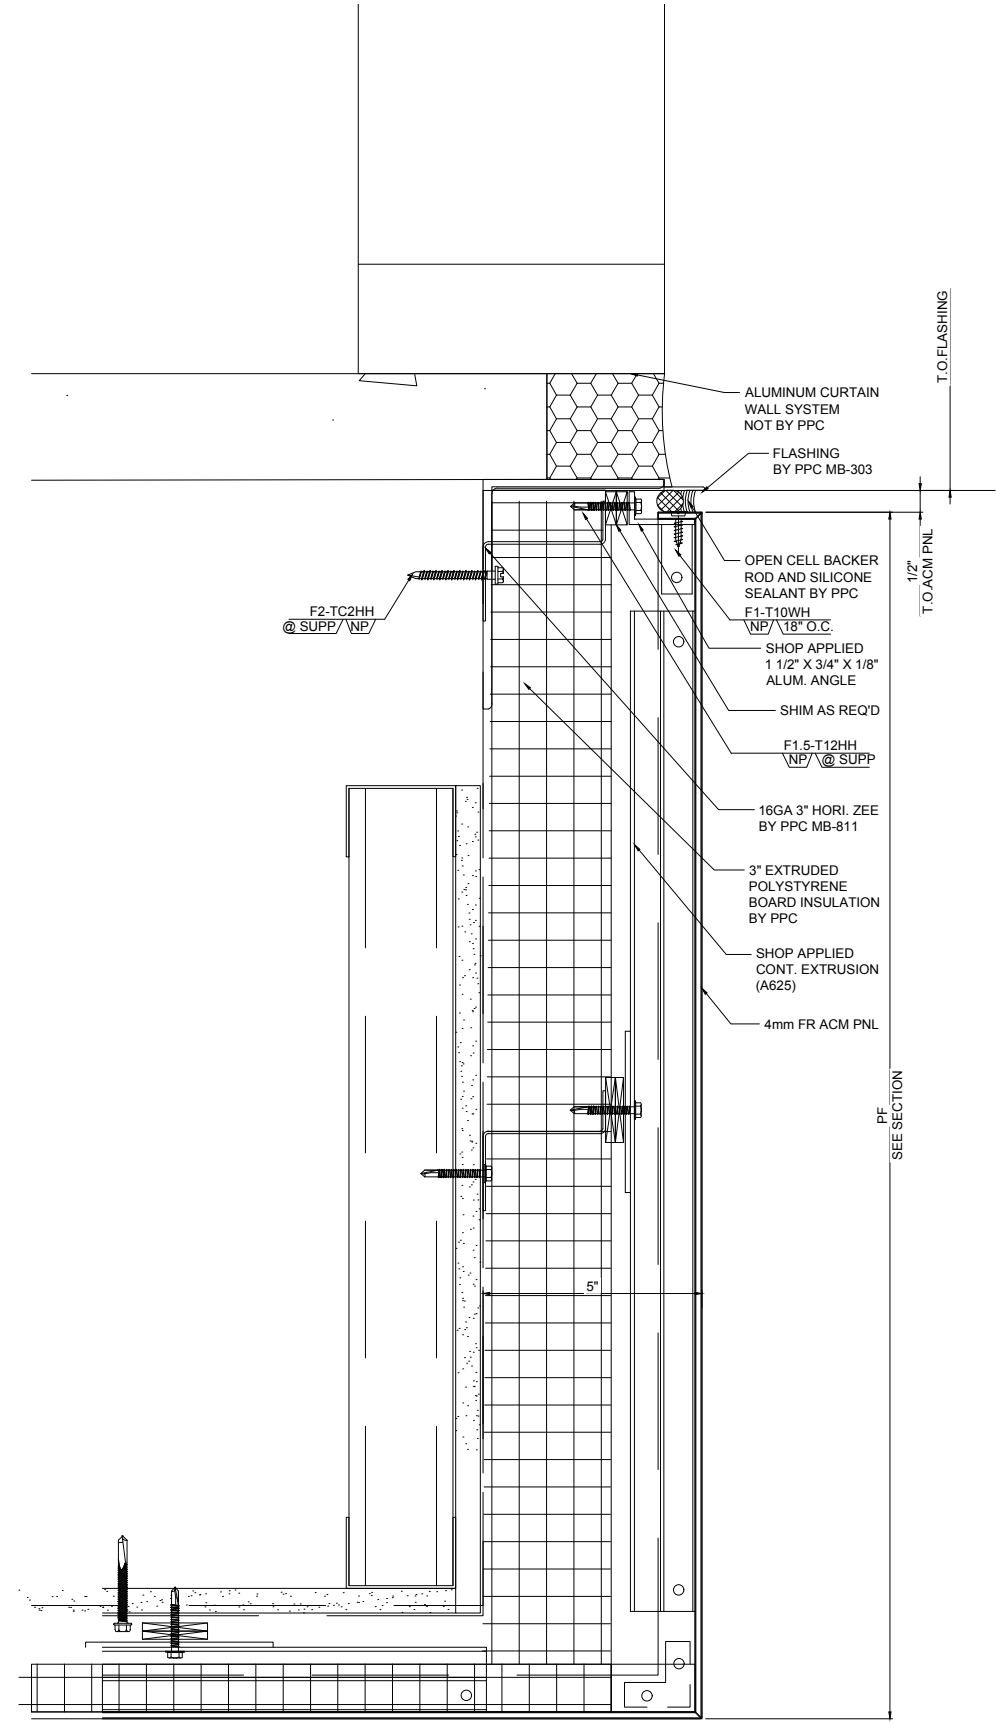 T.O.FLASHING
ALUMINUM CURTAIN
WALL SYSTEM
NOT BY PPC
FLASHING
BY PPC MB-303
1/2"
T.O.ACM PNL
OPEN CELL BACKER
ROD AND SILICONE
SEALANT BY PPC
F2-TC2HH
@ SUPP NP
F1-T10WH
NP 18" O.C.
SHOP APPLIED
1 1/2" X 3/4" X 1/8"
ALUM. ANGLE
SHIM AS REQ'D
F1.5-T12HH
NP @ SUPP
16GA 3" HORI. ZEE
BY PPC MB-811
3" EXTRUDED
POLYSTYRENE
BOARD INSULATION
BY PPC
SHOP APPLIED
CONT. EXTRUSION
(A625)
4mm FR ACM PNL
PF
SEE SECTION
5"